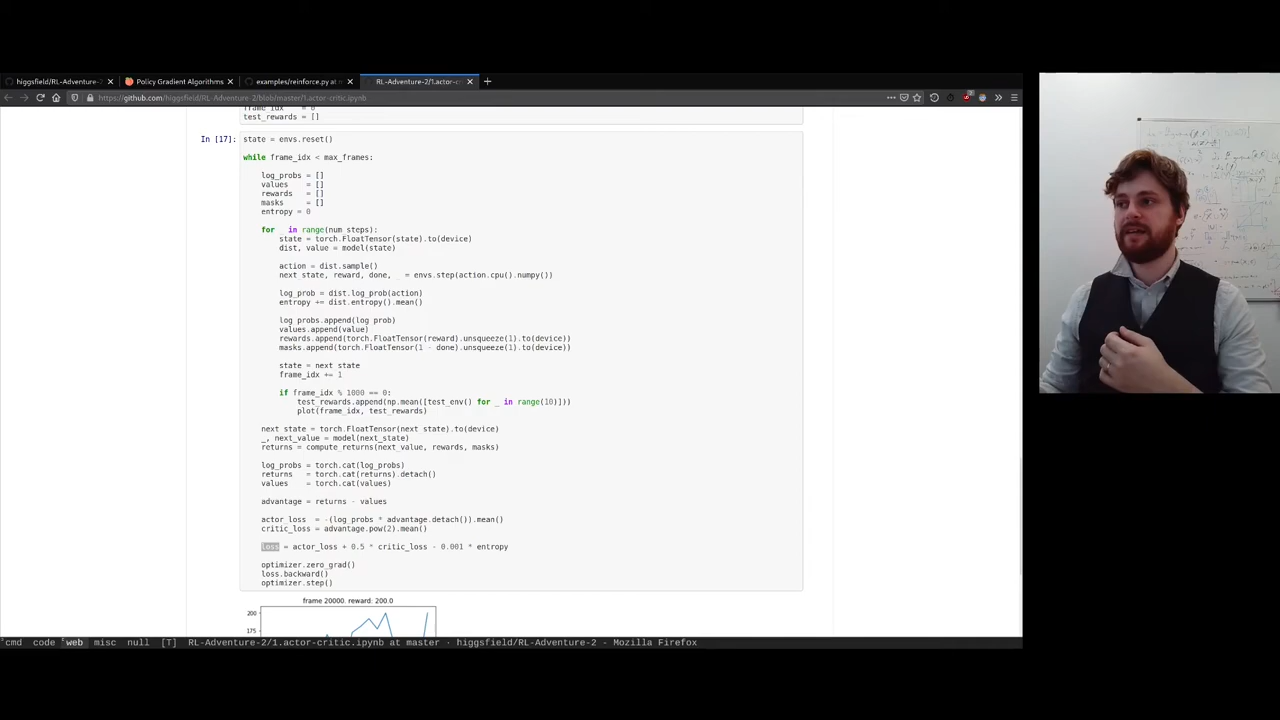 higgsfield/RL-Adventure-2
Policy Gradient Algorithms
examples/reinforce.py at m
RL-Adventure-2/1.actor-cr
https://github.com/higgsfield/RL-Adventure-2/blob/master/1.actor-critic.ipynb
frame_idx = 0
test_rewards = []
In [17]: state = envs.reset()
while frame_idx < max_frames:
log_probs = []
values = []
rewards = []
masks = []
entropy = 0
for _ in range(num_steps):
state = torch.FloatTensor(state).to(device)
dist, value = model(state)
action = dist.sample()
next_state, reward, done, _ = envs.step(action.cpu().numpy())
log_prob = dist.log_prob(action)
entropy += dist.entropy().mean()
log_probs.append(log_prob)
values.append(value)
rewards.append(torch.FloatTensor(reward).unsqueeze(1).to(device))
masks.append(torch.FloatTensor(1 - done).unsqueeze(1).to(device))
state = next_state
frame_idx += 1
if frame_idx % 1000 == 0:
test_rewards.append(np.mean([test_env() for _ in range(10)]))
plot(frame_idx, test_rewards)
next_state = torch.FloatTensor(next_state).to(device)
_, next_value = model(next_state)
returns = compute_returns(next_value, rewards, masks)
log_probs = torch.cat(log_probs)
returns = torch.cat(returns).detach()
values = torch.cat(values)
advantage = returns - values
actor_loss = -(log_probs * advantage.detach()).mean()
critic_loss = advantage.pow(2).mean()
loss = actor_loss + 0.5 * critic_loss - 0.001 * entropy
optimizer.zero_grad()
loss.backward()
optimizer.step()
frame 20000. reward: 200.0
200
175
cmd code web misc null [T] RL-Adventure-2/1.actor-critic.ipynb at master · higgsfield/RL-Adventure-2 - Mozilla Firefox